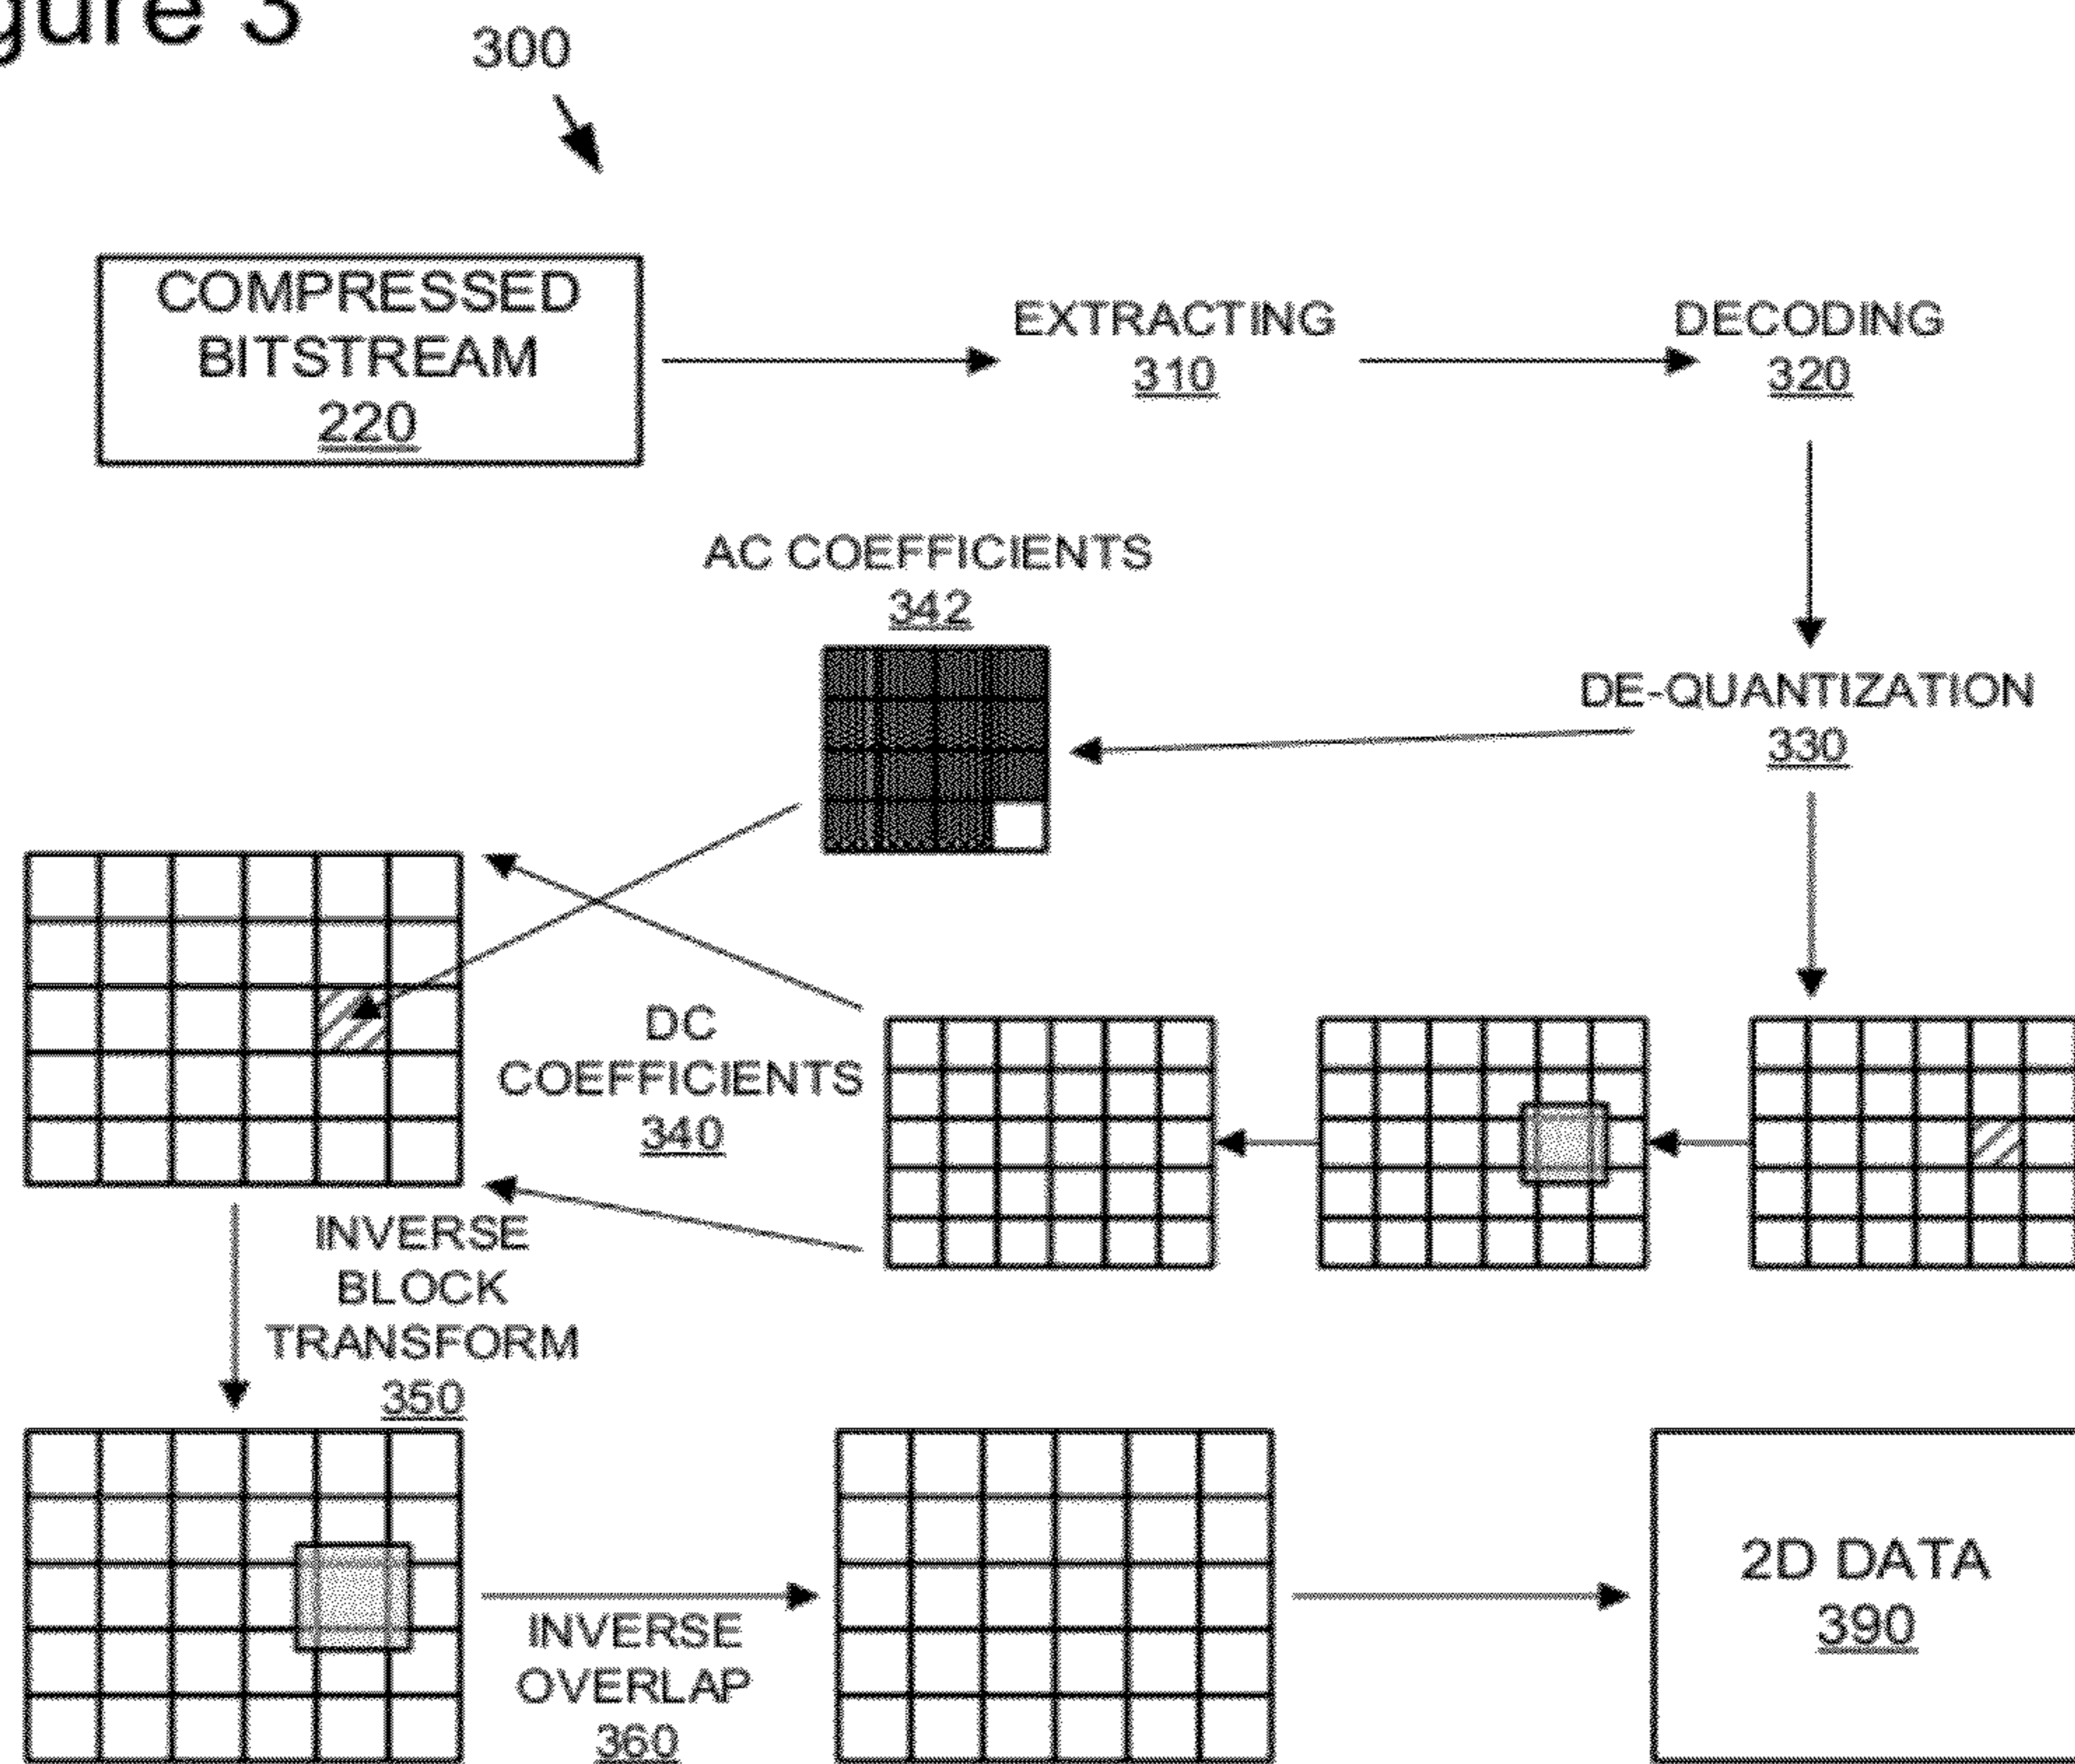 gure 3
300
COMPRESSED
BITSTREAM
220
EXTRACTING
310
DECODING
320
AC COEFFICIENTS
342
DE-QUANTIZATION
330
DC
COEFFICIENTS
340
INVERSE
BLOCK
TRANSFORM
350
INVERSE
OVERLAP
360
2D DATA
390